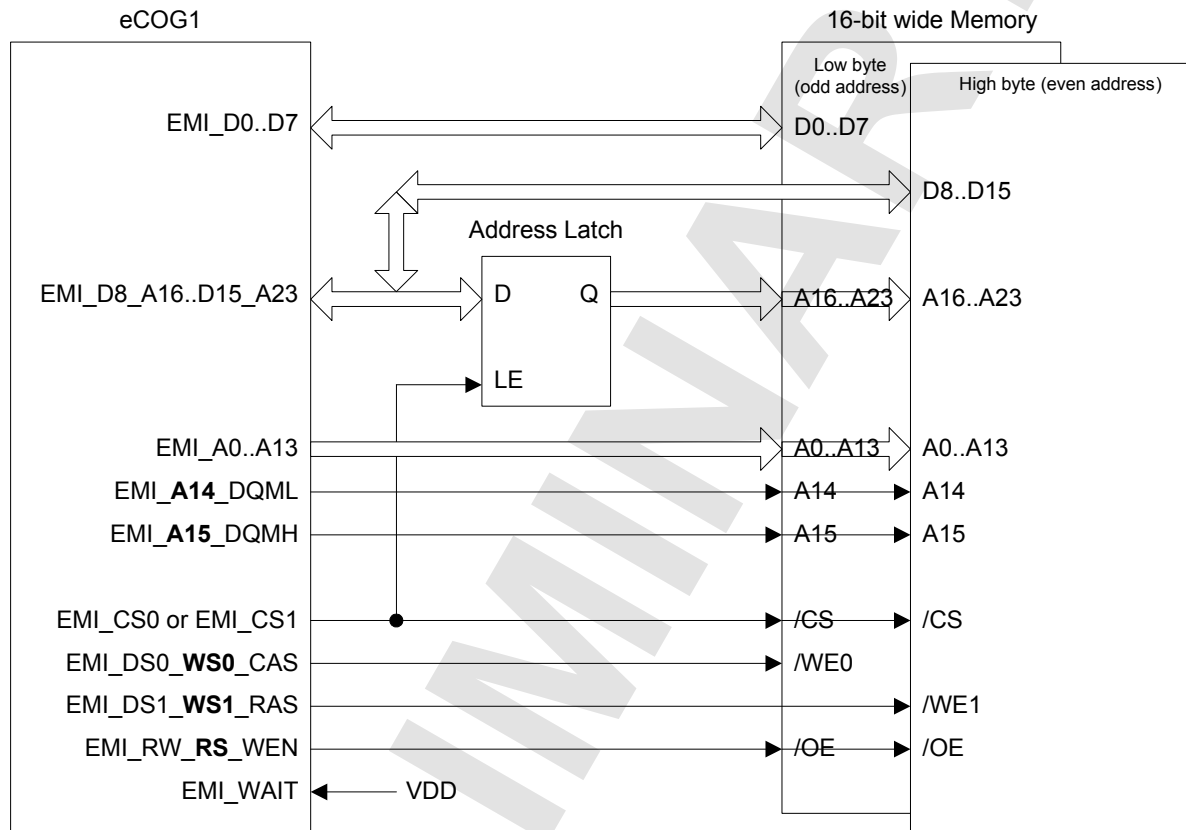 eCOG1
16-bit wide Memory
Low byte
(odd address)
High byte (even address)
EMI_D0..D7
D0..D7
D8..D15
Address Latch
EMI_D8_A16..D15_A23
D
Q
A16..A23
A16..A23
LE
EMI_A0..A13
A0..A13
A0..A13
EMI_A14_DQML
A14
A14
EMI_A15_DQMH
A15
A15
EMI_CS0 or EMI_CS1
/CS
/CS
EMI_DS0_WS0_CAS
/WE0
EMI_DS1_WS1_RAS
/WE1
EMI_RW_RS_WEN
/OE
/OE
EMI_WAIT
VDD